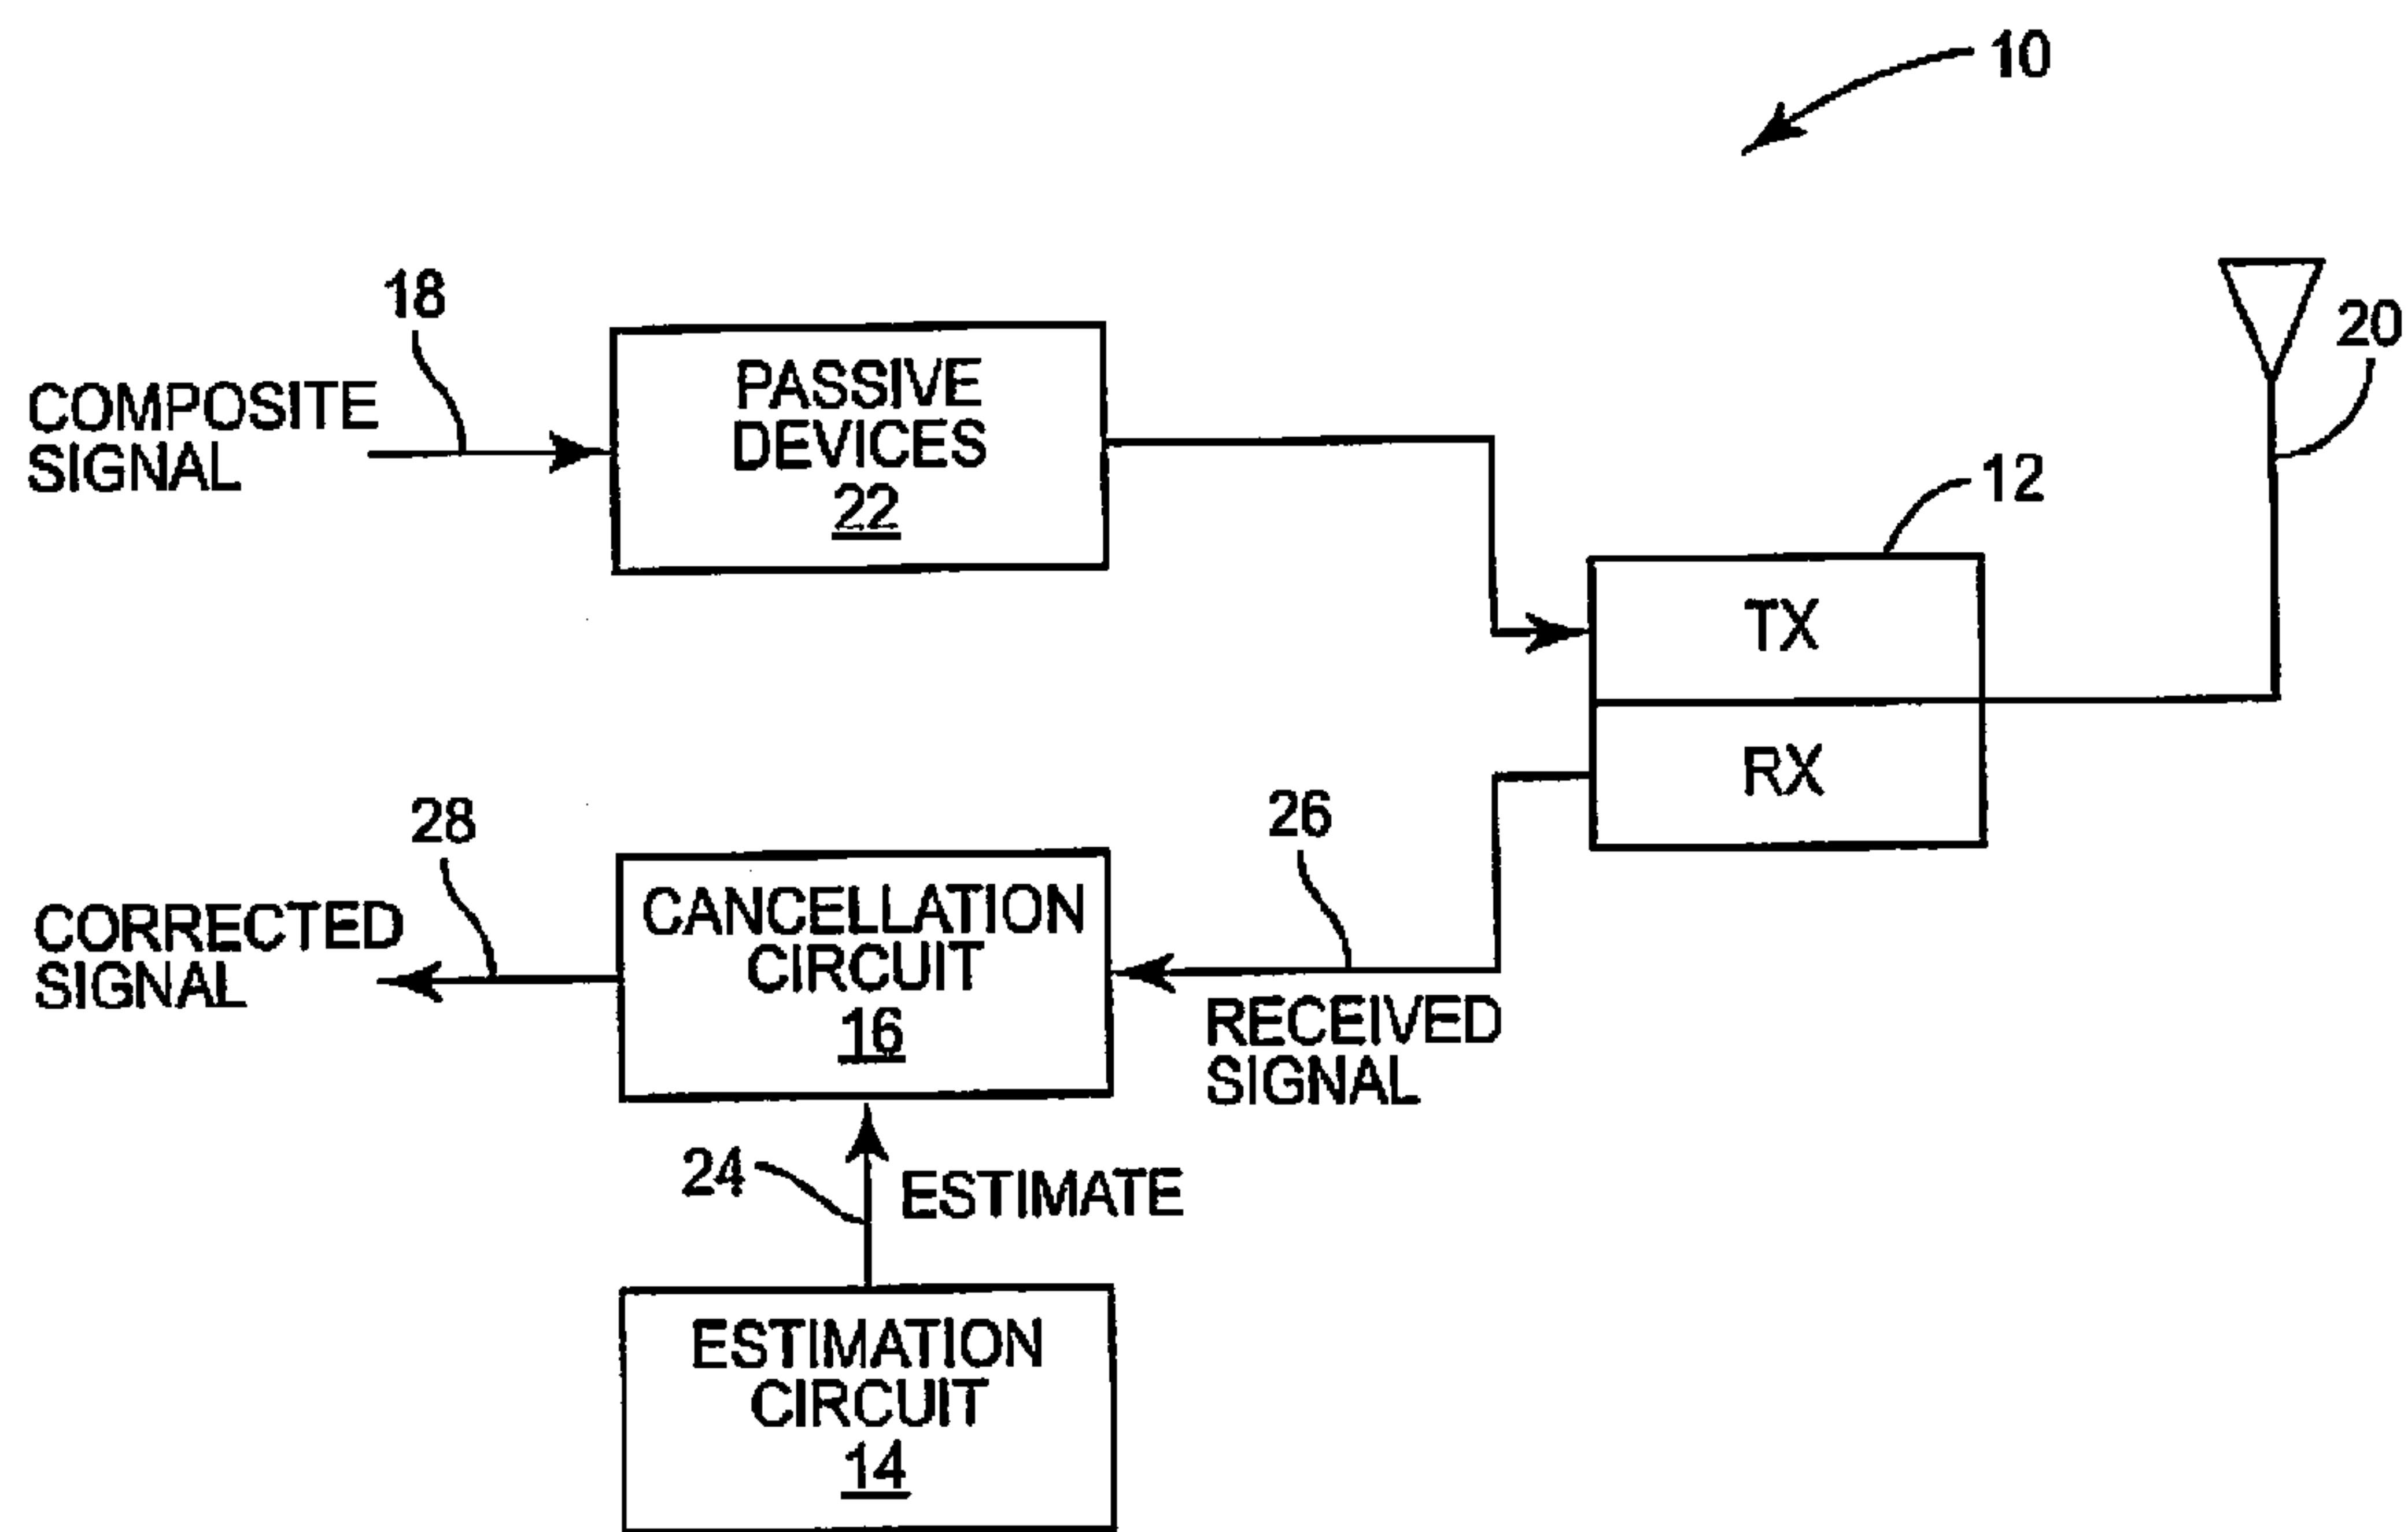 10
18
20
COMPOSITE
SIGNAL
PASSIVE
DEVICES
22
12
TX
RX
28
26
CORRECTED
SIGNAL
CANCELLATION
CIRCUIT
16
RECEIVED
SIGNAL
24
ESTIMATE
ESTIMATION
CIRCUIT
14